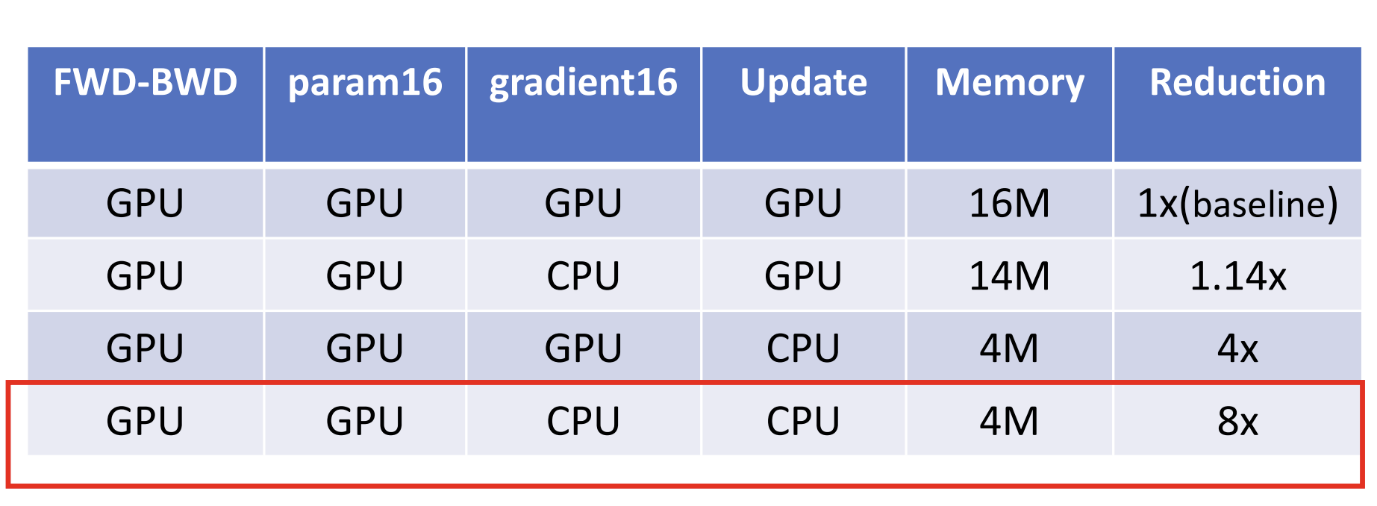 FWD-BWD param16 gradient16 Update Memory Reduction
GPU GPU GPU GPU 16M 1x(baseline)
GPU GPU CPU GPU 14M 1.14x
GPU GPU GPU CPU 4M 4x
GPU GPU CPU CPU 4M 8x